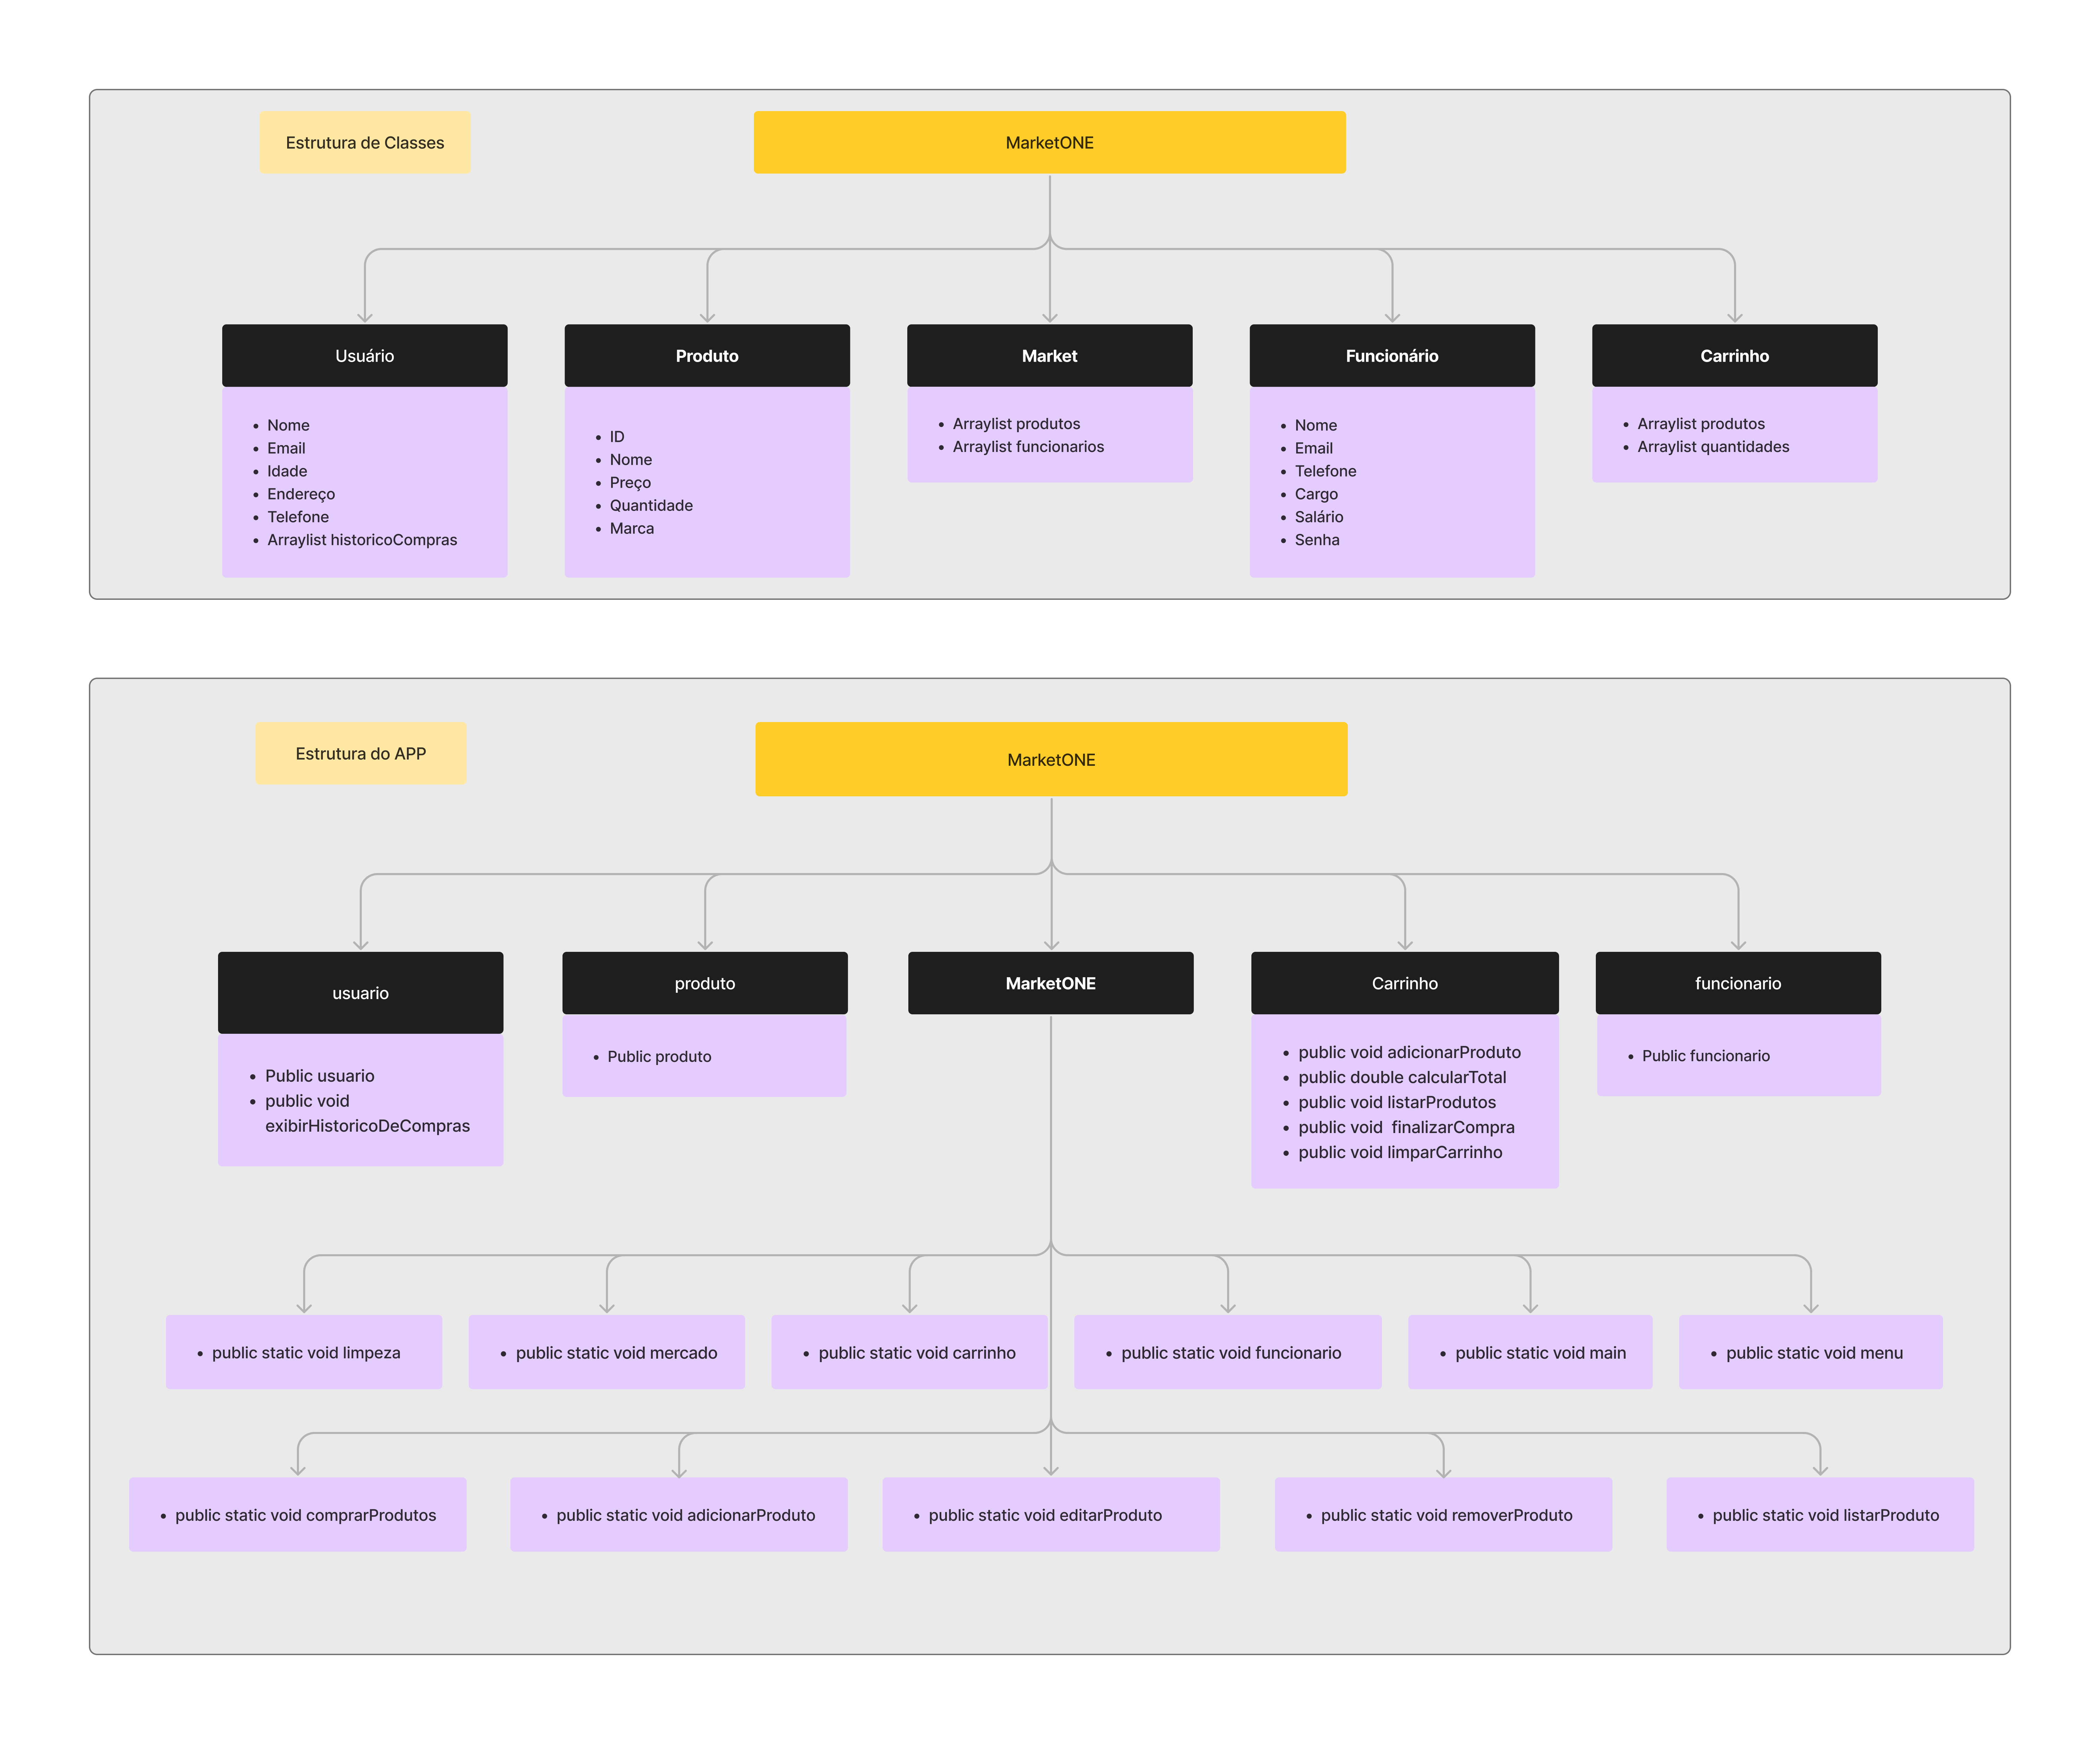 Estrutura de Classes
MarketONE
Usuário
Produto
Market
Funcionário
Carrinho
• Nome
• Email
• Idade
• Endereço
• Telefone
• Arraylist historicoCompras
• ID
• Nome
• Preço
• Quantidade
• Marca
• Arraylist produtos
• Arraylist funcionarios
• Nome
• Email
• Telefone
• Cargo
• Salário
• Senha
• Arraylist produtos
• Arraylist quantidades
Estrutura do APP
MarketONE
usuario
produto
MarketONE
Carrinho
funcionario
• Public usuario
• public void
exibirHistoricoDeCompras
• Public produto
• public void adicionarProduto
• public double calcularTotal
• public void listarProdutos
• public void  finalizarCompra
• public void limparCarrinho
• Public funcionario
• public static void limpeza
• public static void mercado
• public static void carrinho
• public static void funcionario
• public static void main
• public static void menu
• public static void comprarProdutos
• public static void adicionarProduto
• public static void editarProduto
• public static void removerProduto
• public static void listarProduto